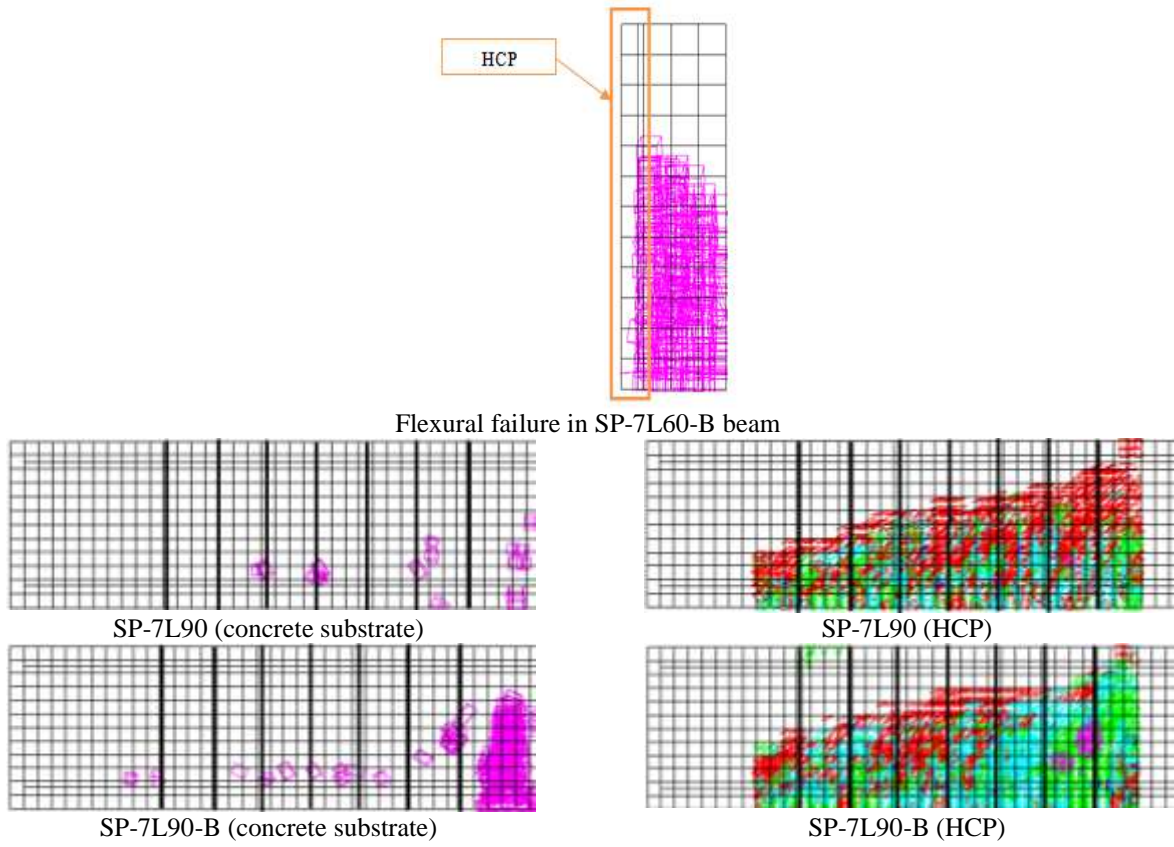 HCP
Flexural failure in SP-7L60-B beam
SP-7L90 (concrete substrate)
SP-7L90 (HCP)
SP-7L90-B (concrete substrate)
SP-7L90-B (HCP)